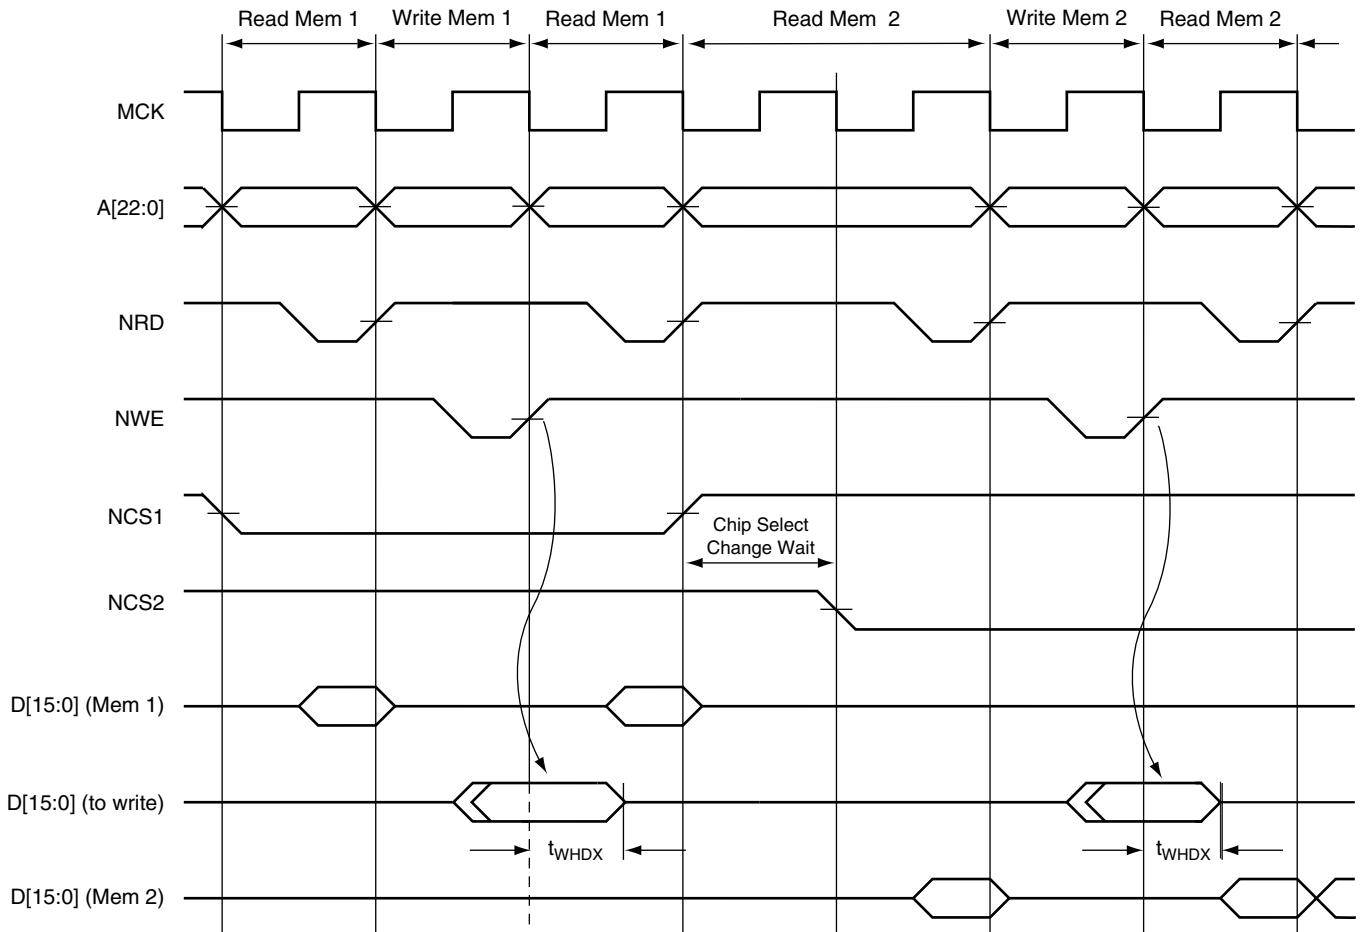 Read Mem 1
Write Mem 1
Read Mem 1
Read Mem 2
Write Mem 2
Read Mem 2
MCK
A[22:0]
NRD
NWE
NCS1
Chip Select
Change Wait
NCS2
D[15:0] (Mem 1)
D[15:0] (to write)
tWHDX
tWHDX
D[15:0] (Mem 2)